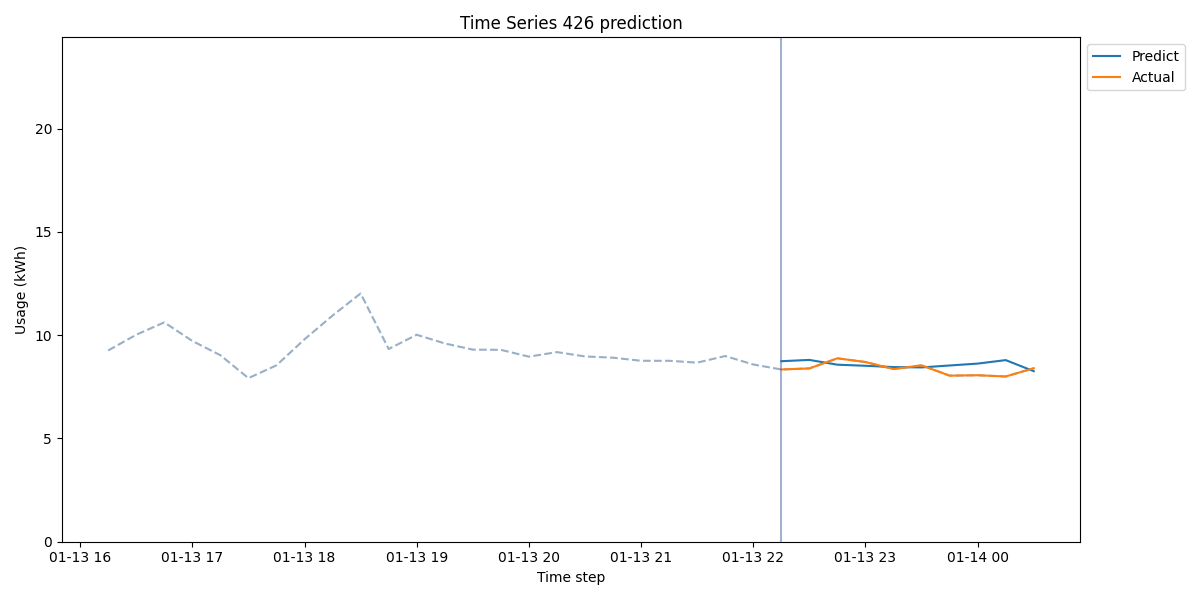 Time Series 426 prediction
Predict
Actual
Usage (kWh)
20
15
10
5
0
01-13 16 01-13 17 01-13 18 01-13 19 01-13 20 01-13 21 01-13 22 01-13 23 01-14 00
Time step